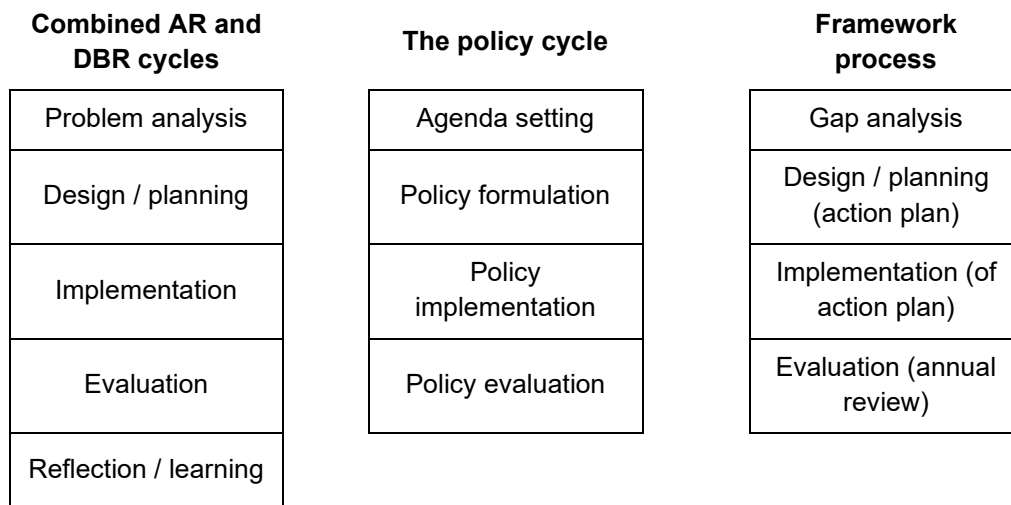 Combined AR and
DBR cycles
Problem analysis
Design / planning
Implementation
Evaluation
Reflection / learning
The policy cycle
Agenda setting
Policy formulation
Policy
implementation
Policy evaluation
Framework
process
Gap analysis
Design / planning
(action plan)
Implementation (of
action plan)
Evaluation (annual
review)